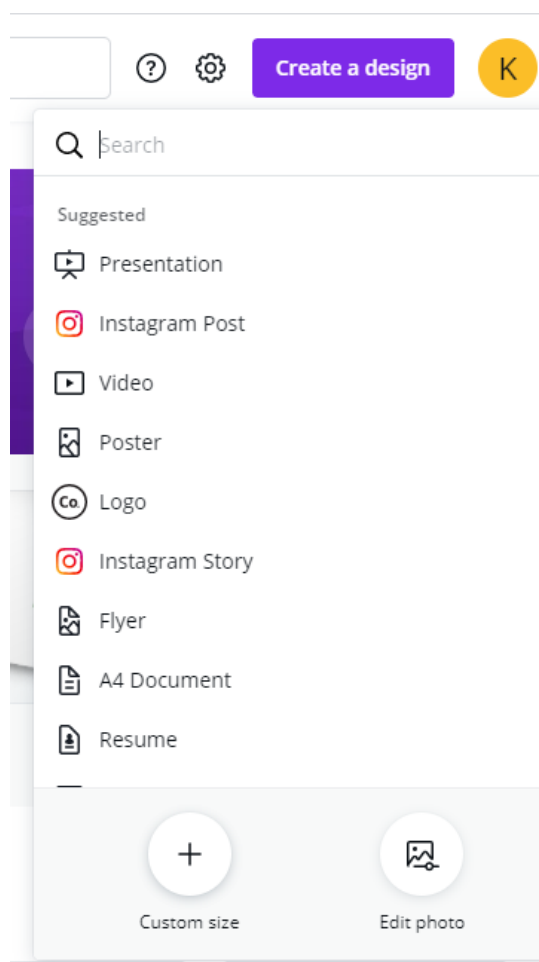 ?
Create a design
K
Search
Suggested
Presentation
Instagram Post
Video
Poster
Co.
Logo
Instagram Story
Flyer
A4 Document
Resume
Custom size
Edit photo